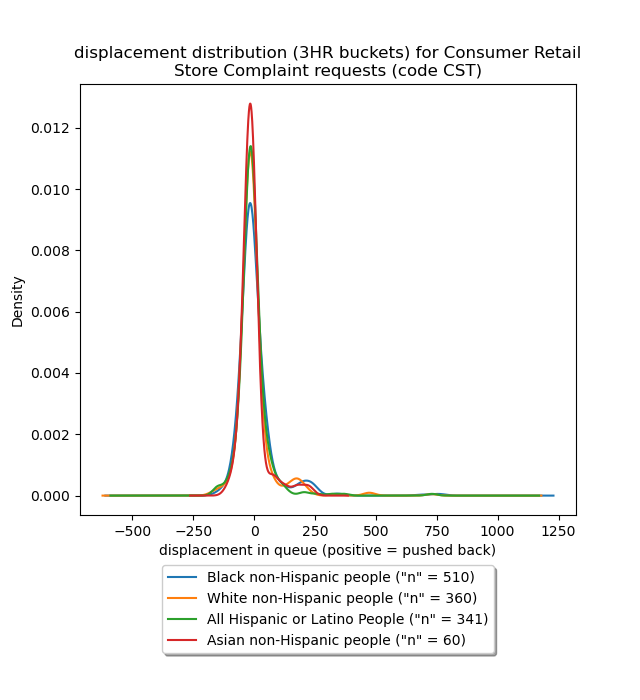 displacement distribution (3HR buckets) for Consumer Retail
Store Complaint requests (code CST)
Density
0.012
0.010
0.008
0.006
0.004
0.002
0.000
−500 −250 0 250 500 750 1000 1250
displacement in queue (positive = pushed back)
Black non-Hispanic people ("n" = 510)
White non-Hispanic people ("n" = 360)
All Hispanic or Latino People ("n" = 341)
Asian non-Hispanic people ("n" = 60)